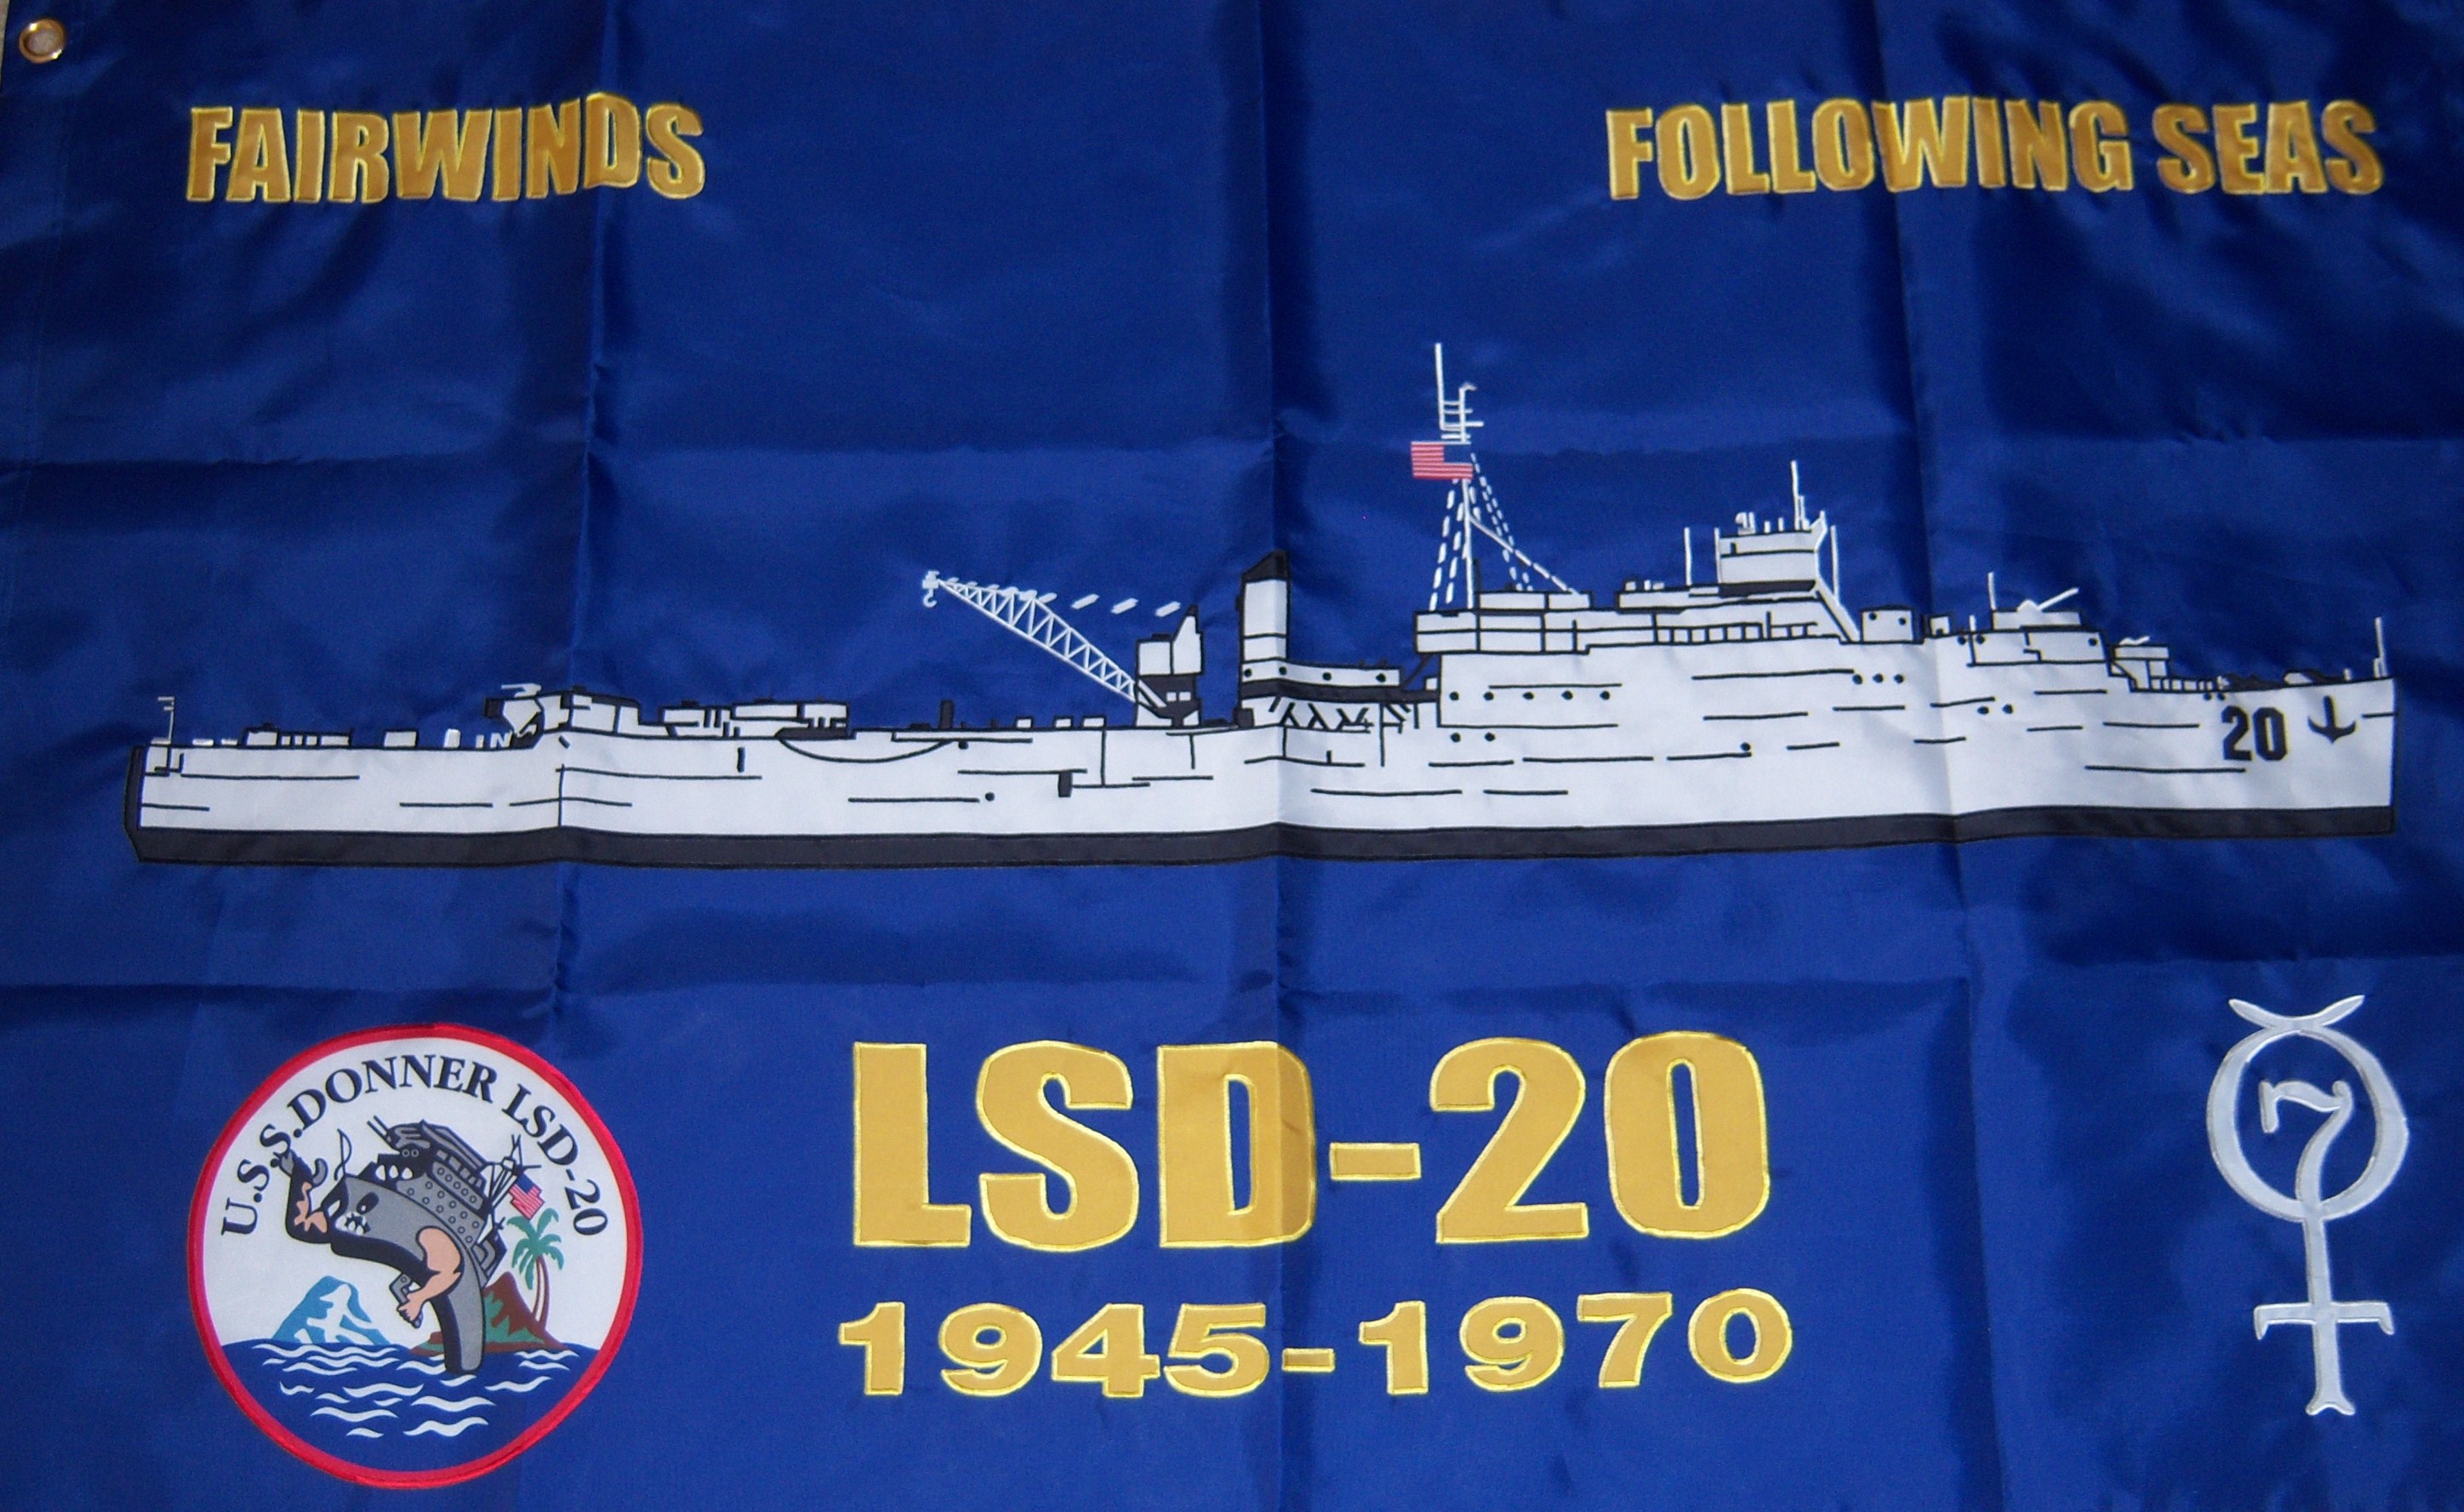 FAIRWINDS
FOLLOWING SEAS
20
U.S.S.DONNER LSD-20
LSD-20
1945-1970
7